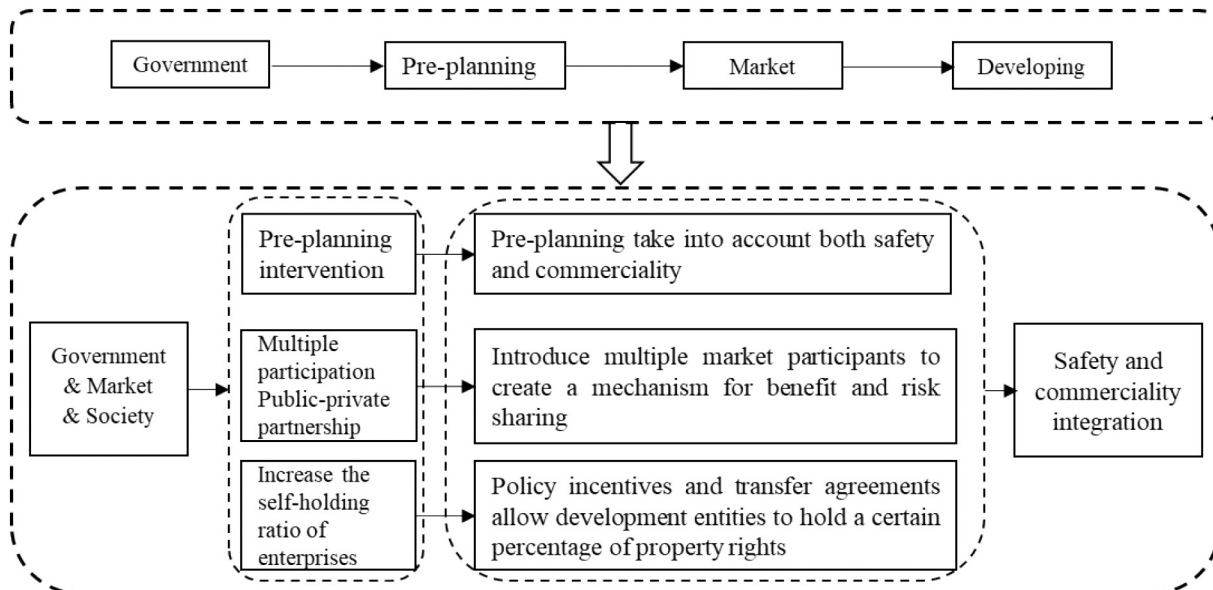 Government
Pre-planning
Market
Developing
Pre-planning
intervention
Pre-planning take into account both safety
and commerciality
Government
& Market
& Society
Multiple
participation
Public-private
partnership
Introduce multiple market participants to
create a mechanism for benefit and risk
sharing
Safety and
commerciality
integration
Increase the
self-holding
ratio of
enterprises
Policy incentives and transfer agreements
allow development entities to hold a certain
percentage of property rights